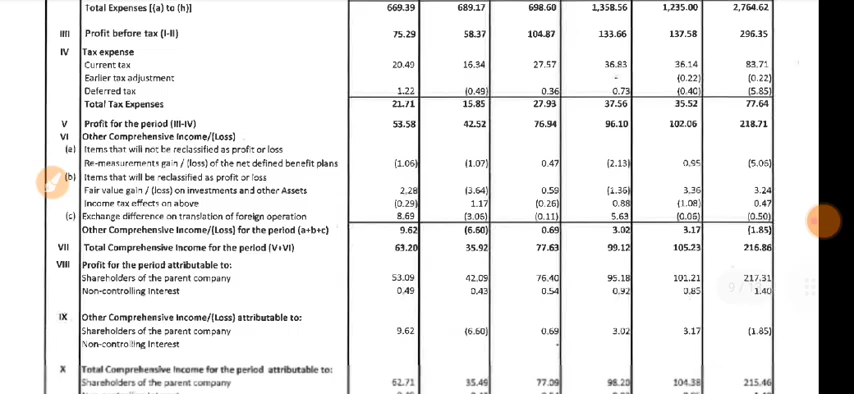 Total Expenses [(a) to (h)] 669.39 689.17 698.60 1,358.56 1,235.00 2,764.62
III Profit before tax (I-II) 75.29 58.37 104.87 133.66 137.58 296.35
IV Tax expense
Current tax 20.49 16.34 27.57 36.83 36.14 83.71
Earlier tax adjustment - (0.22) (0.22)
Deferred tax 1.22 (0.49) 0.36 0.73 (0.40) (5.85)
Total Tax Expenses 21.71 15.85 27.93 37.56 35.52 77.64
V Profit for the period (III-IV) 53.58 42.52 76.94 96.10 102.06 218.71
VI Other Comprehensive Income/(Loss)
(a) Items that will not be reclassified as profit or loss
Re-measurements gain / (loss) of the net defined benefit plans (1.06) (1.07) 0.47 (2.13) 0.95 (5.06)
(b) Items that will be reclassified as profit or loss
Fair value gain / (loss) on investments and other Assets 2.28 (3.64) 0.59 (1.36) 3.36 3.24
Income tax effects on above (0.29) 1.17 (0.26) 0.88 (1.08) 0.47
(c) Exchange difference on translation of foreign operation 8.69 (3.06) (0.11) 5.63 (0.06) (0.50)
Other Comprehensive Income/(Loss) for the period (a+b+c) 9.62 (6.60) 0.69 3.02 3.17 (1.85)
VII Total Comprehensive Income for the period (V+VI) 63.20 35.92 77.63 99.12 105.23 216.86
VIII Profit for the period attributable to:
Shareholders of the parent company 53.09 42.09 76.40 95.18 101.21 217.31
Non-controlling Interest 0.49 0.43 0.54 0.92 0.85 1.40
IX Other Comprehensive Income/(Loss) attributable to:
Shareholders of the parent company 9.62 (6.60) 0.69 3.02 3.17 (1.85)
Non-controlling Interest -
X Total Comprehensive Income for the period attributable to:
Shareholders of the parent company 62.71 35.49 77.09 98.20 104.38 215.46